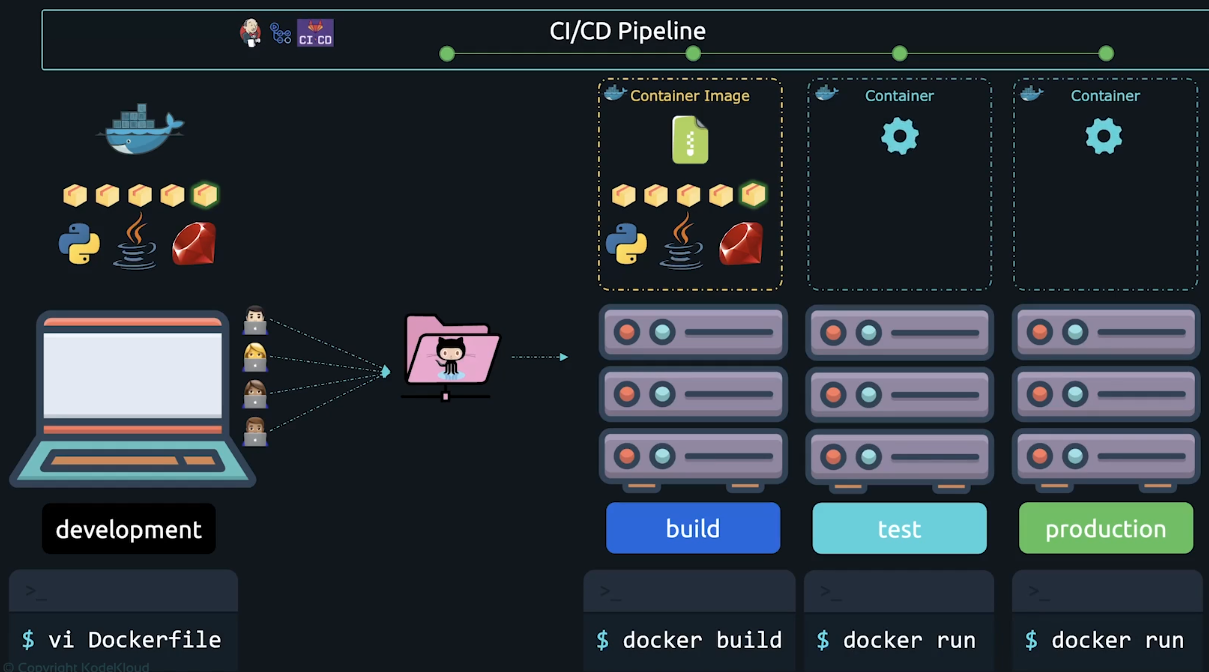 CI/CD Pipeline
CI CD
Container Image
Container
Container
development
build
test
production
>_
>_
>_
>_
$ vi Dockerfile
$ docker build
$ docker run
$ docker run
© Copyright KodeKloud